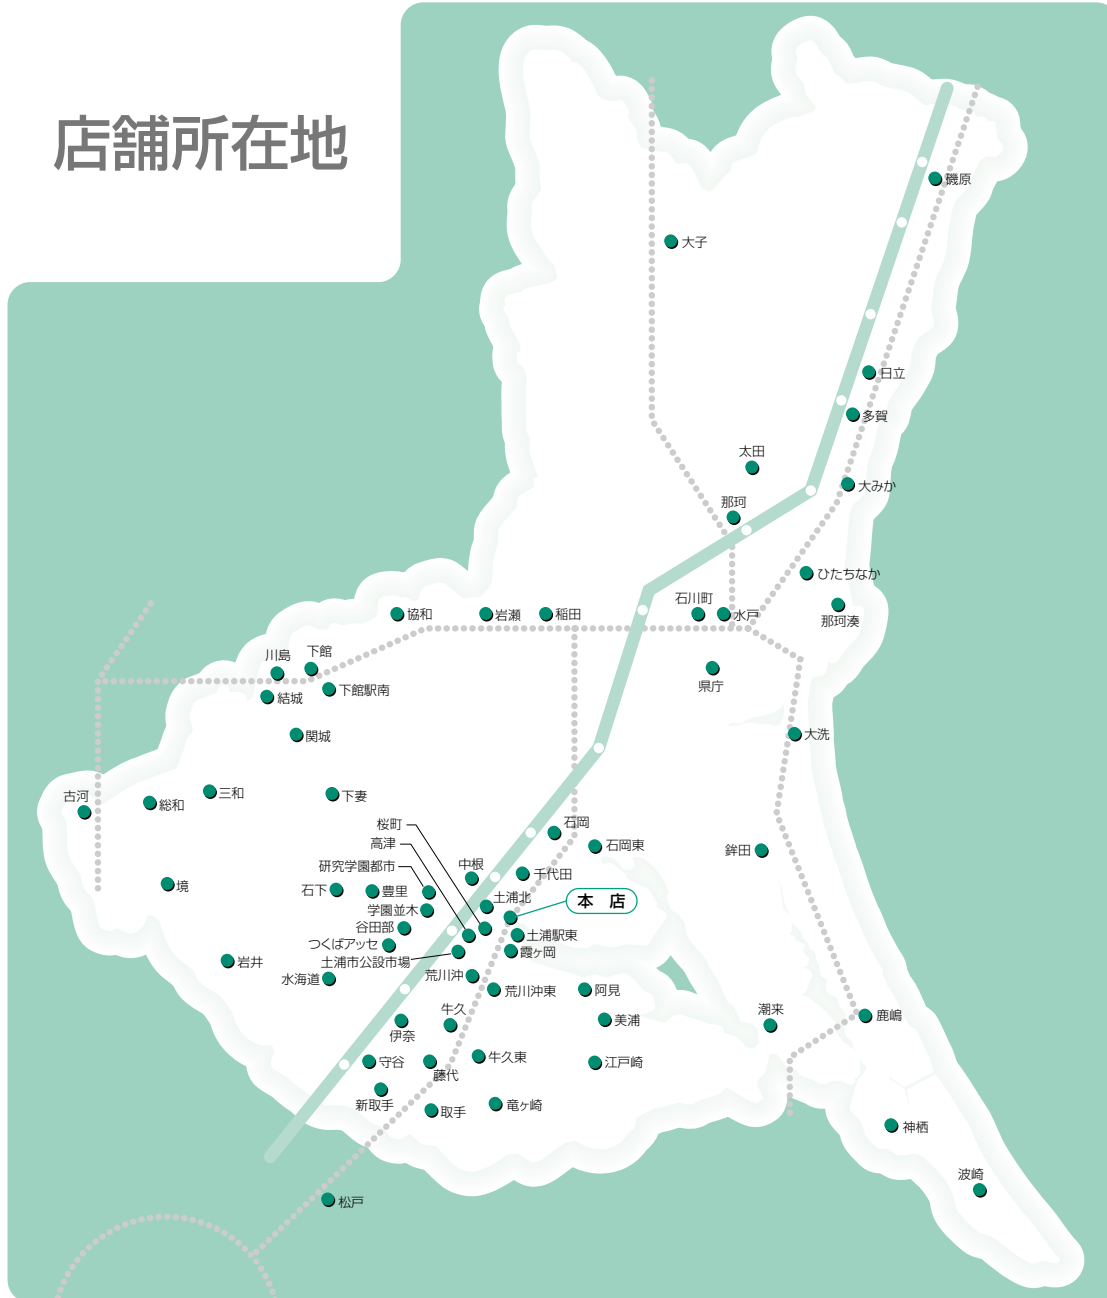 店舗所在地
磯原
大子
日立
多賀
太田
大みか
那珂
ひたちなか
石川町
水戸
那珂湊
協和
岩瀬
稲田
川島
下館
県庁
結城
下館駅南
関城
大洗
古河
総和
三和
下妻
桜町
石岡
高津
石岡東
鉾田
研究学園都市
中根
千代田
境
石下
豊里
土浦北
本 店
学園並木
谷田部
土浦駅東
つくばアッセ
霞ヶ岡
岩井
土浦市公設市場
水海道
荒川沖
荒川沖東
阿見
牛久
潮来
鹿嶋
美浦
伊奈
守谷
牛久東
江戸崎
藤代
新取手
取手
竜ヶ崎
神栖
波崎
松戸